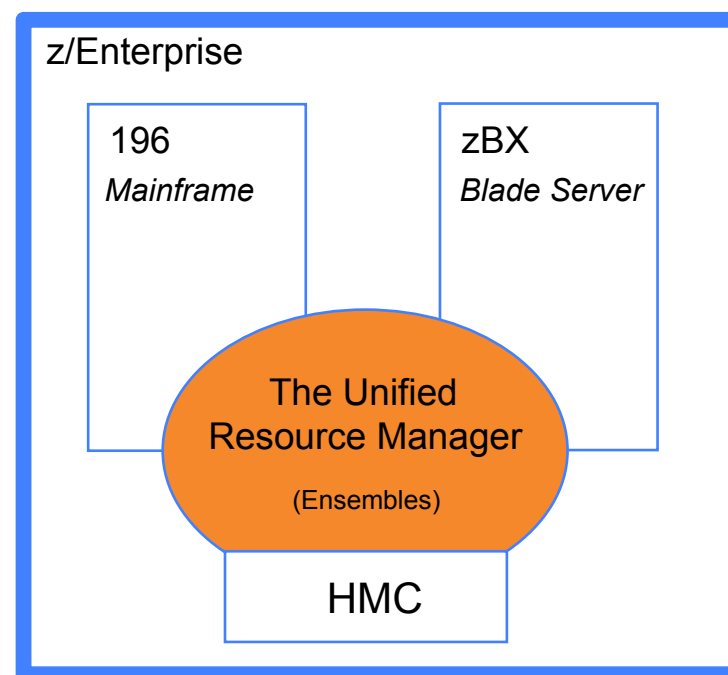 z/Enterprise
196
Mainframe
zBX
Blade Server
The Unified
Resource Manager
(Ensembles)
HMC